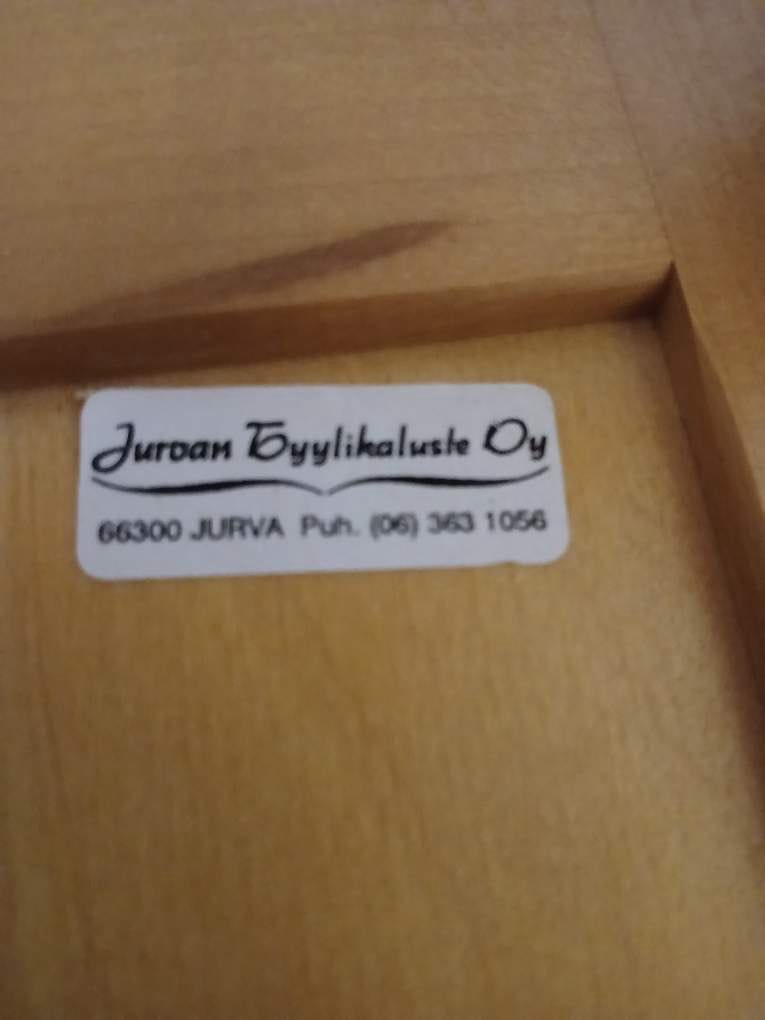 Jurvan Tyylikaluste Oy
66300 JURVA Puh. (06) 363 1056